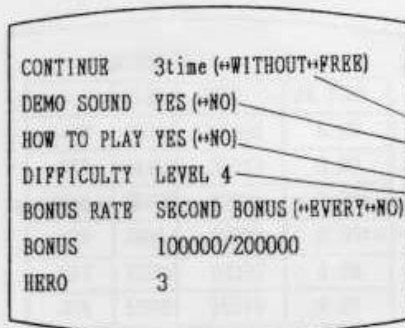 CONTINUE 3time (↔WITHOUT↔FREE)
DEMO SOUND YES (↔NO)
HOW TO PLAY YES (↔NO)
DIFFICULTY LEVEL 4
BONUS RATE SECOND BONUS (↔EVERY↔NO)
BONUS 100000/200000
HERO 3